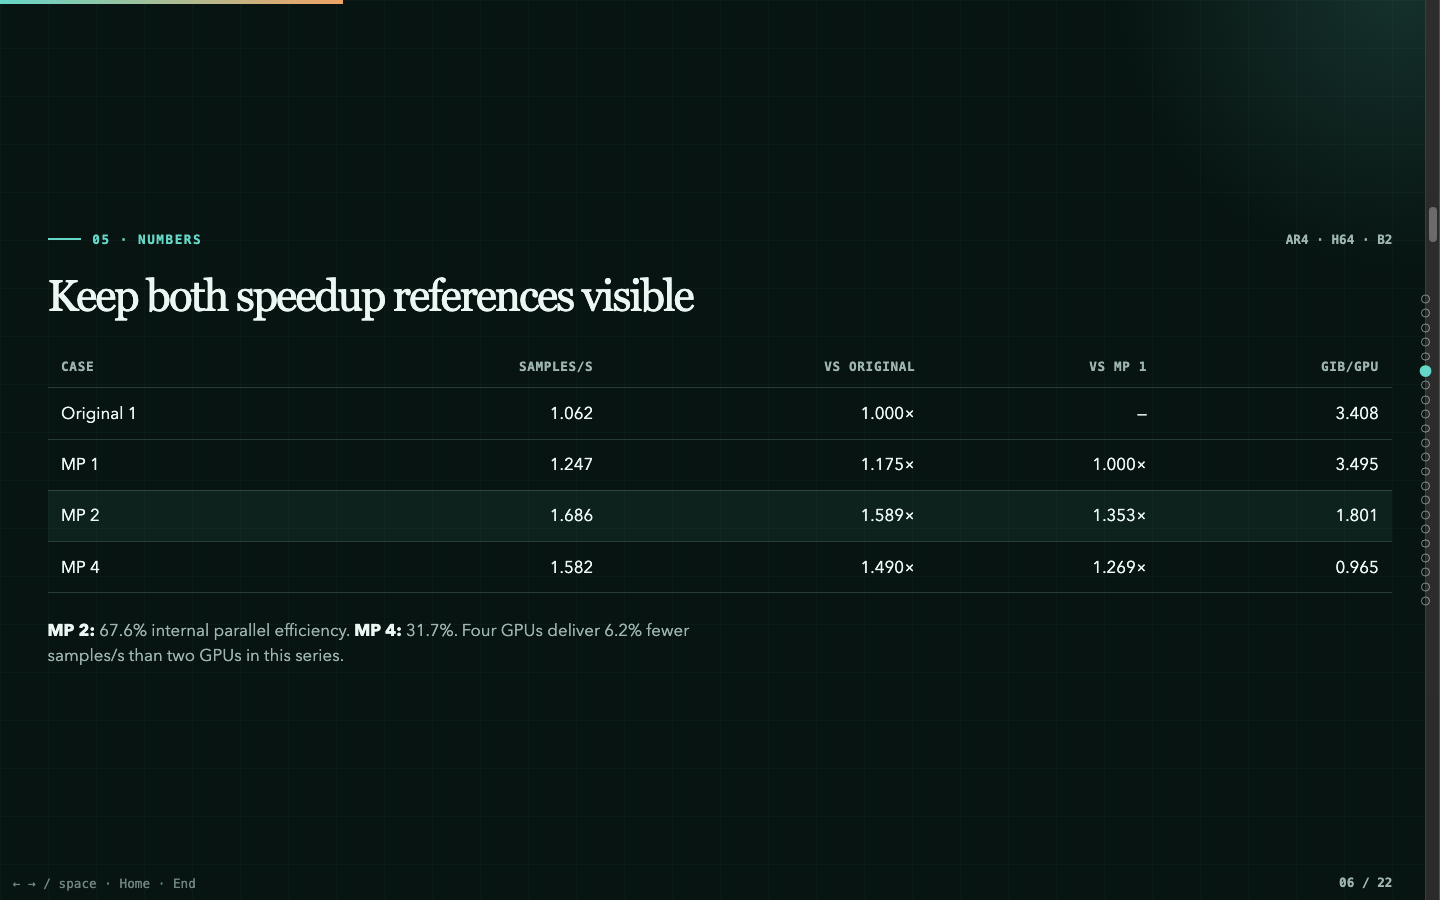 05 · NUMBERS
AR4 · H64 · B2
Keep both speedup references visible
CASE SAMPLES/S VS ORIGINAL VS MP 1 GIB/GPU
Original 1 1.062 1.000× — 3.408
MP 1 1.247 1.175× 1.000× 3.495
MP 2 1.686 1.589× 1.353× 1.801
MP 4 1.582 1.490× 1.269× 0.965
MP 2: 67.6% internal parallel efficiency. MP 4: 31.7%. Four GPUs deliver 6.2% fewer
samples/s than two GPUs in this series.
← → / space · Home · End
06 / 22